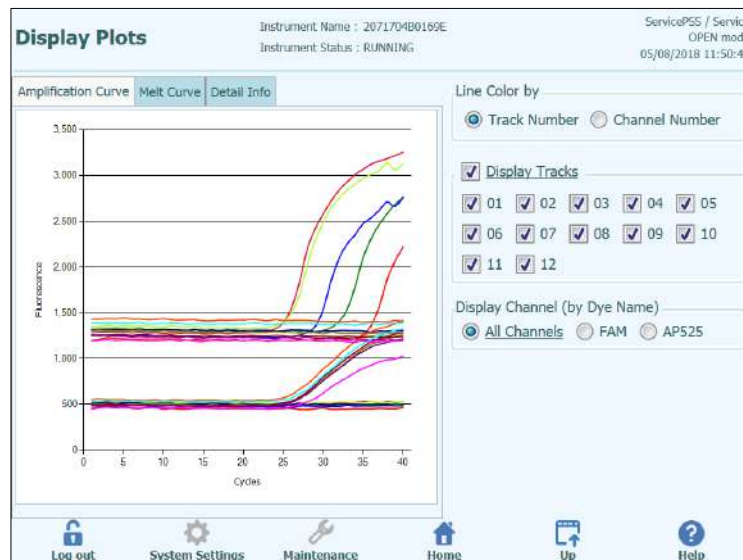 Display Plots
Instrument Name : 2071704B0169E
Instrument Status : RUNNING
ServicePSS / Servic
OPEN mod
05/08/2018 11:50:4
Amplification Curve
Melt Curve
Detail Info
3.500
3.000
2.500
2.000
1.500
1.000
500
0
Fluorescence
0 5 10 15 20 25 30 35 40
Cycles
Line Color by
Track Number
Channel Number
Display Tracks
01 02 03 04 05
06 07 08 09 10
11 12
Display Channel (by Dye Name)
All Channels
FAM
AP525
Log out
System Settings
Maintenance
Home
Up
Help